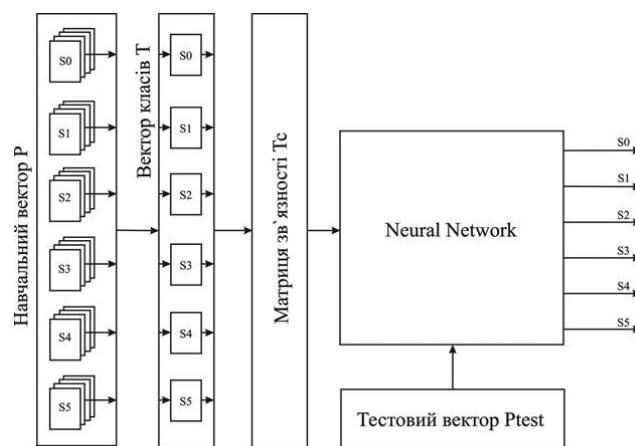 Навчальний вектор P
S0
S1
S2
S3
S4
S5
Вектор класів T
S0
S1
S2
S3
S4
S5
Матриця зв`язності Tc
Neural Network
S0
S1
S2
S3
S4
S5
Тестовий вектор Ptest